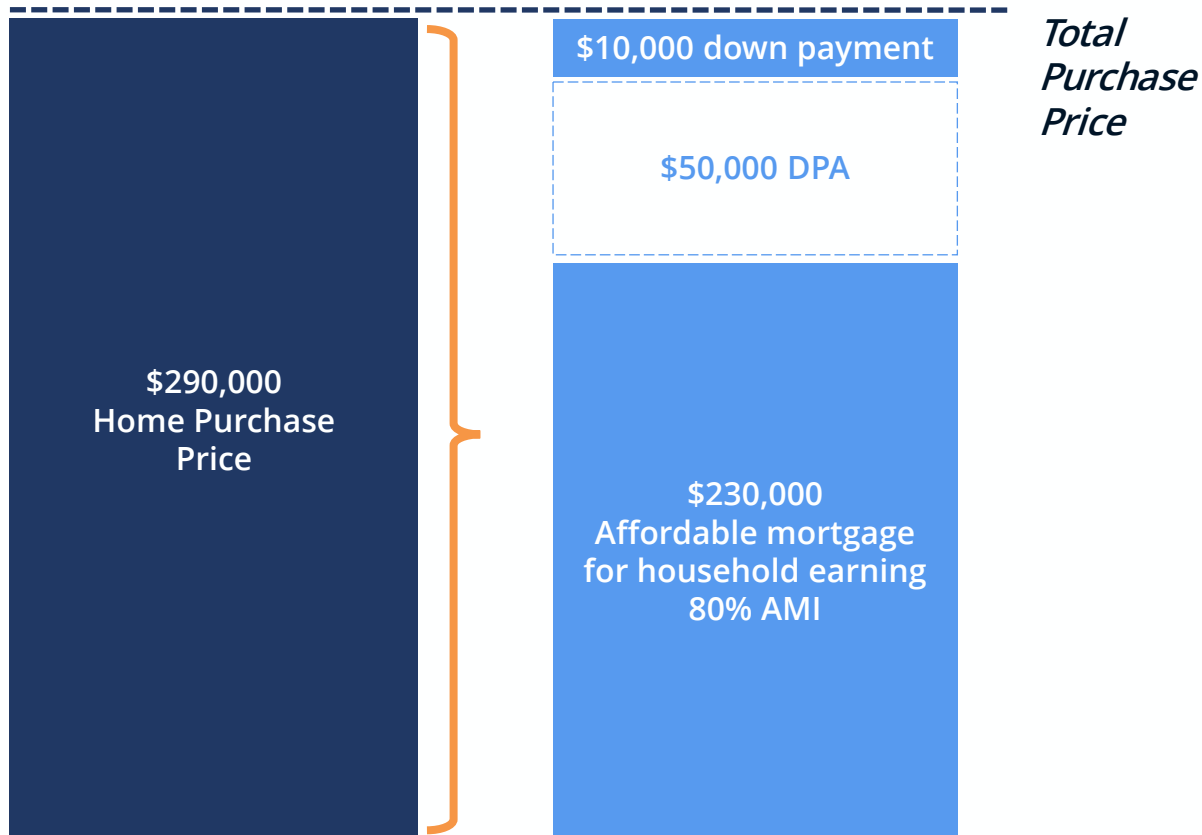 $290,000
Home Purchase
Price
$10,000 down payment
$50,000 DPA
$230,000
Affordable mortgage
for household earning
80% AMI
Total
Purchase
Price